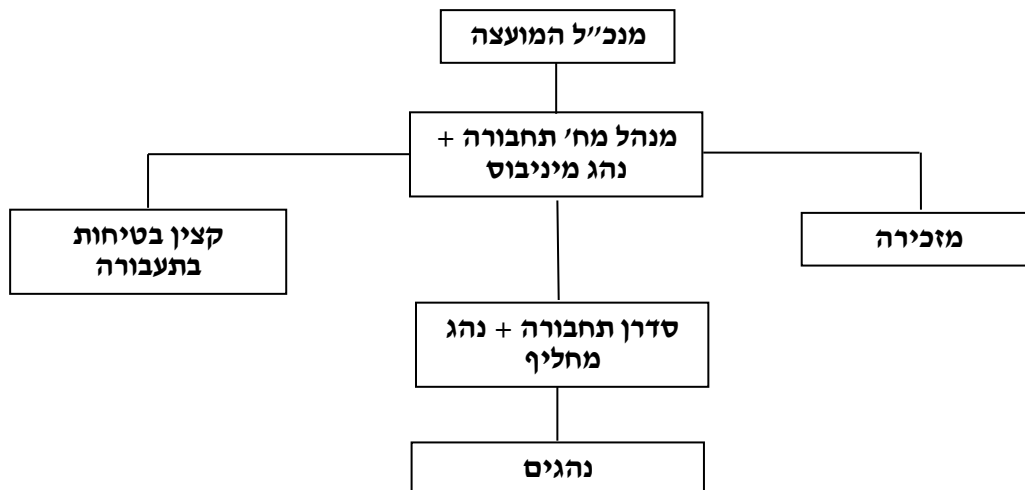 מנכ״ל המועצה
מנהל מח׳ תחבורה +
נהג מיניבוס
מזכירה
קצין בטיחות
בתעבורה
סדרן תחבורה + נהג
מחליף
נהגים